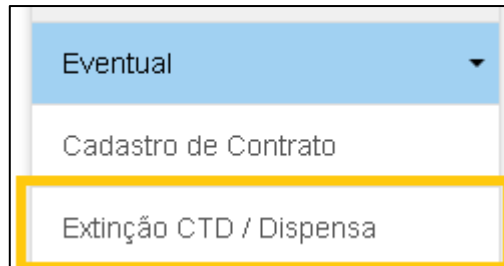 Eventual
Cadastro de Contrato
Extinção CTD / Dispensa